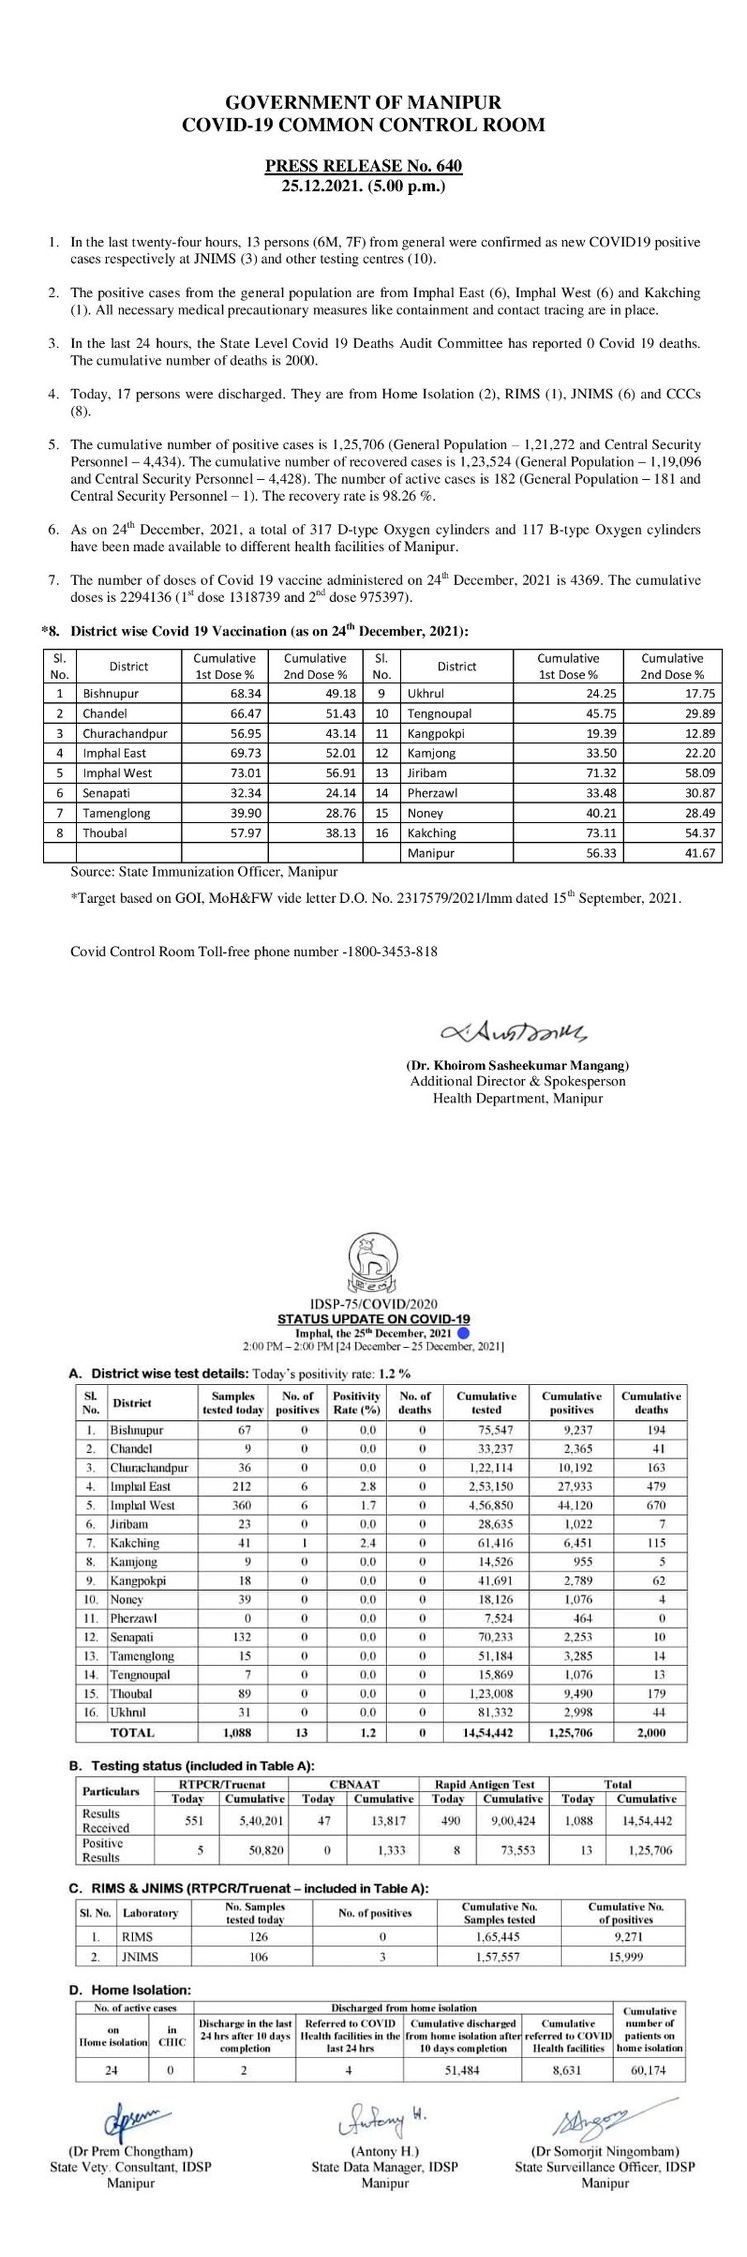 GOVERNMENT OF MANIPUR
COVID-19 COMMON CONTROL ROOM
PRESS RELEASE No. 640
25.12.2021. (5.00 p.m.)
1. In the last twenty-four hours, 13 persons (6M, 7F) from general were confirmed as new COVID19 positive
cases respectively at JNIMS (3) and other testing centres (10).
2. The positive cases from the general population are from Imphal East (6), Imphal West (6) and Kakching
(1). All necessary medical precautionary measures like containment and contact tracing are in place.
3. In the last 24 hours, the State Level Covid 19 Deaths Audit Committee has reported 0 Covid 19 deaths.
The cumulative number of deaths is 2000.
4. Today, 17 persons were discharged. They are from Home Isolation (2), RIMS (1), JNIMS (6) and CCCs
(8).
5. The cumulative number of positive cases is 1,25,706 (General Population – 1,21,272 and Central Security
Personnel – 4,434). The cumulative number of recovered cases is 1,23,524 (General Population – 1,19,096
and Central Security Personnel – 4,428). The number of active cases is 182 (General Population – 181 and
Central Security Personnel – 1). The recovery rate is 98.26 %.
6. As on 24th December, 2021, a total of 317 D-type Oxygen cylinders and 117 B-type Oxygen cylinders
have been made available to different health facilities of Manipur.
7. The number of doses of Covid 19 vaccine administered on 24th December, 2021 is 4369. The cumulative
doses is 2294136 (1st dose 1318739 and 2nd dose 975397).
*8. District wise Covid 19 Vaccination (as on 24th December, 2021):
Sl. No. District Cumulative 1st Dose % Cumulative 2nd Dose % Sl. No. District Cumulative 1st Dose % Cumulative 2nd Dose %
1 Bishnupur 68.34 49.18 9 Ukhrul 24.25 17.75
2 Chandel 66.47 51.43 10 Tengnoupal 45.75 29.89
3 Churachandpur 56.95 43.14 11 Kangpokpi 19.39 12.89
4 Imphal East 69.73 52.01 12 Kamjong 33.50 22.20
5 Imphal West 73.01 56.91 13 Jiribam 71.32 58.09
6 Senapati 32.34 24.14 14 Pherzawl 33.48 30.87
7 Tamenglong 39.90 28.76 15 Noney 40.21 28.49
8 Thoubal 57.97 38.13 16 Kakching 73.11 54.37
Manipur 56.33 41.67
Source: State Immunization Officer, Manipur
*Target based on GOI, MoH&FW vide letter D.O. No. 2317579/2021/lmm dated 15th September, 2021.
Covid Control Room Toll-free phone number -1800-3453-818
(Dr. Khoirom Sasheekumar Mangang)
Additional Director & Spokesperson
Health Department, Manipur
IDSP-75/COVID/2020
STATUS UPDATE ON COVID-19
Imphal, the 25th December, 2021
2:00 PM – 2:00 PM [24 December – 25 December, 2021]
A. District wise test details: Today's positivity rate: 1.2 %
Sl. No. District Samples tested today No. of positives Positivity Rate (%) No. of deaths Cumulative tested Cumulative positives Cumulative deaths
1. Bishnupur 67 0 0.0 0 75,547 9,237 194
2. Chandel 9 0 0.0 0 33,237 2,365 41
3. Churachandpur 36 0 0.0 0 1,22,114 10,192 163
4. Imphal East 212 6 2.8 0 2,53,150 27,933 479
5. Imphal West 360 6 1.7 0 4,56,850 44,120 670
6. Jiribam 23 0 0.0 0 28,635 1,022 7
7. Kakching 41 1 2.4 0 61,416 6,451 115
8. Kamjong 9 0 0.0 0 14,526 955 5
9. Kangpokpi 18 0 0.0 0 41,691 2,789 62
10. Noney 39 0 0.0 0 18,126 1,076 4
11. Pherzawl 0 0 0.0 0 7,524 464 0
12. Senapati 132 0 0.0 0 70,233 2,253 10
13. Tamenglong 15 0 0.0 0 51,184 3,285 14
14. Tengnoupal 7 0 0.0 0 15,869 1,076 13
15. Thoubal 89 0 0.0 0 1,23,008 9,490 179
16. Ukhrul 31 0 0.0 0 81,332 2,998 44
TOTAL 1,088 13 1.2 0 14,54,442 1,25,706 2,000
B. Testing status (included in Table A):
Particulars RTPCR/Truenat CBNAAT Rapid Antigen Test Total
Today Cumulative Today Cumulative Today Cumulative Today Cumulative
Results Received 551 5,40,201 47 13,817 490 9,00,424 1,088 14,54,442
Positive Results 5 50,820 0 1,333 8 73,553 13 1,25,706
C. RIMS & JNIMS (RTPCR/Truenat – included in Table A):
Sl. No. Laboratory No. Samples tested today No. of positives Cumulative No. Samples tested Cumulative No. of positives
1. RIMS 126 0 1,65,445 9,271
2. JNIMS 106 3 1,57,557 15,999
D. Home Isolation:
No. of active cases Discharged from home isolation Cumulative number of patients on home isolation
on Home isolation in CHIC Discharge in the last 24 hrs after 10 days completion Referred to COVID Health facilities in the last 24 hrs Cumulative discharged from home isolation after 10 days completion Cumulative referred to COVID Health facilities
24 0 2 4 51,484 8,631 60,174
Antony H.
(Dr Prem Chongtham) (Antony H.) (Dr Somorjit Ningombam)
State Vety. Consultant, IDSP State Data Manager, IDSP State Surveillance Officer, IDSP
Manipur Manipur Manipur